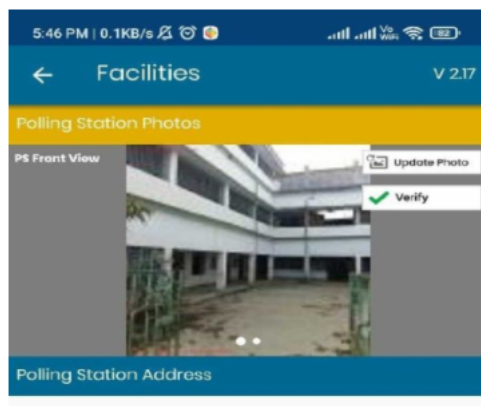 5:46 PM | 0.1KB/s
Vo WiFi 82
Facilities V 2.17
Polling Station Photos
PS Front View
Update Photo
Verify
Polling Station Address